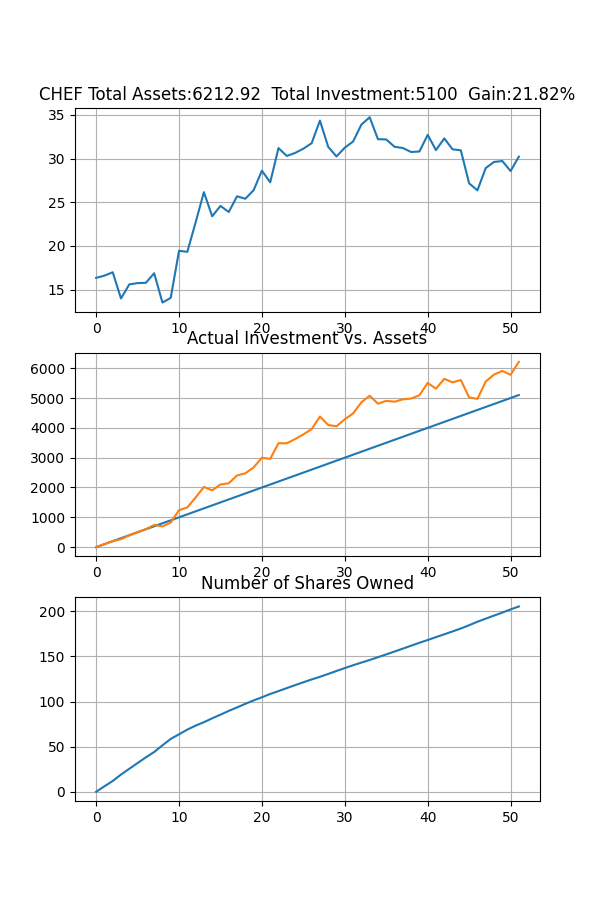 CHEF Total Assets:6212.92  Total Investment:5100  Gain:21.82%
35
30
25
20
15
0 10 20 30 40 50
Actual Investment vs. Assets
6000
5000
4000
3000
2000
1000
0
0 10 20 30 40 50
Number of Shares Owned
200
150
100
50
0
0 10 20 30 40 50